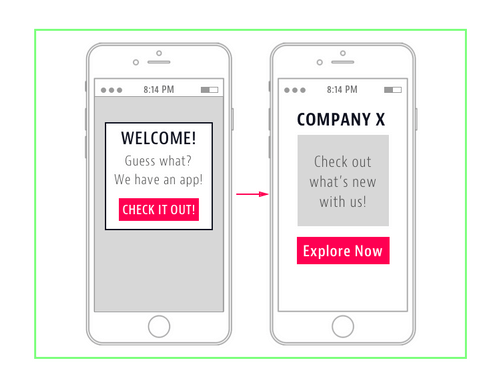 8:14 PM
WELCOME!
Guess what?
We have an app!
CHECK IT OUT!
8:14 PM
COMPANY X
Check out
what's new
with us!
Explore Now